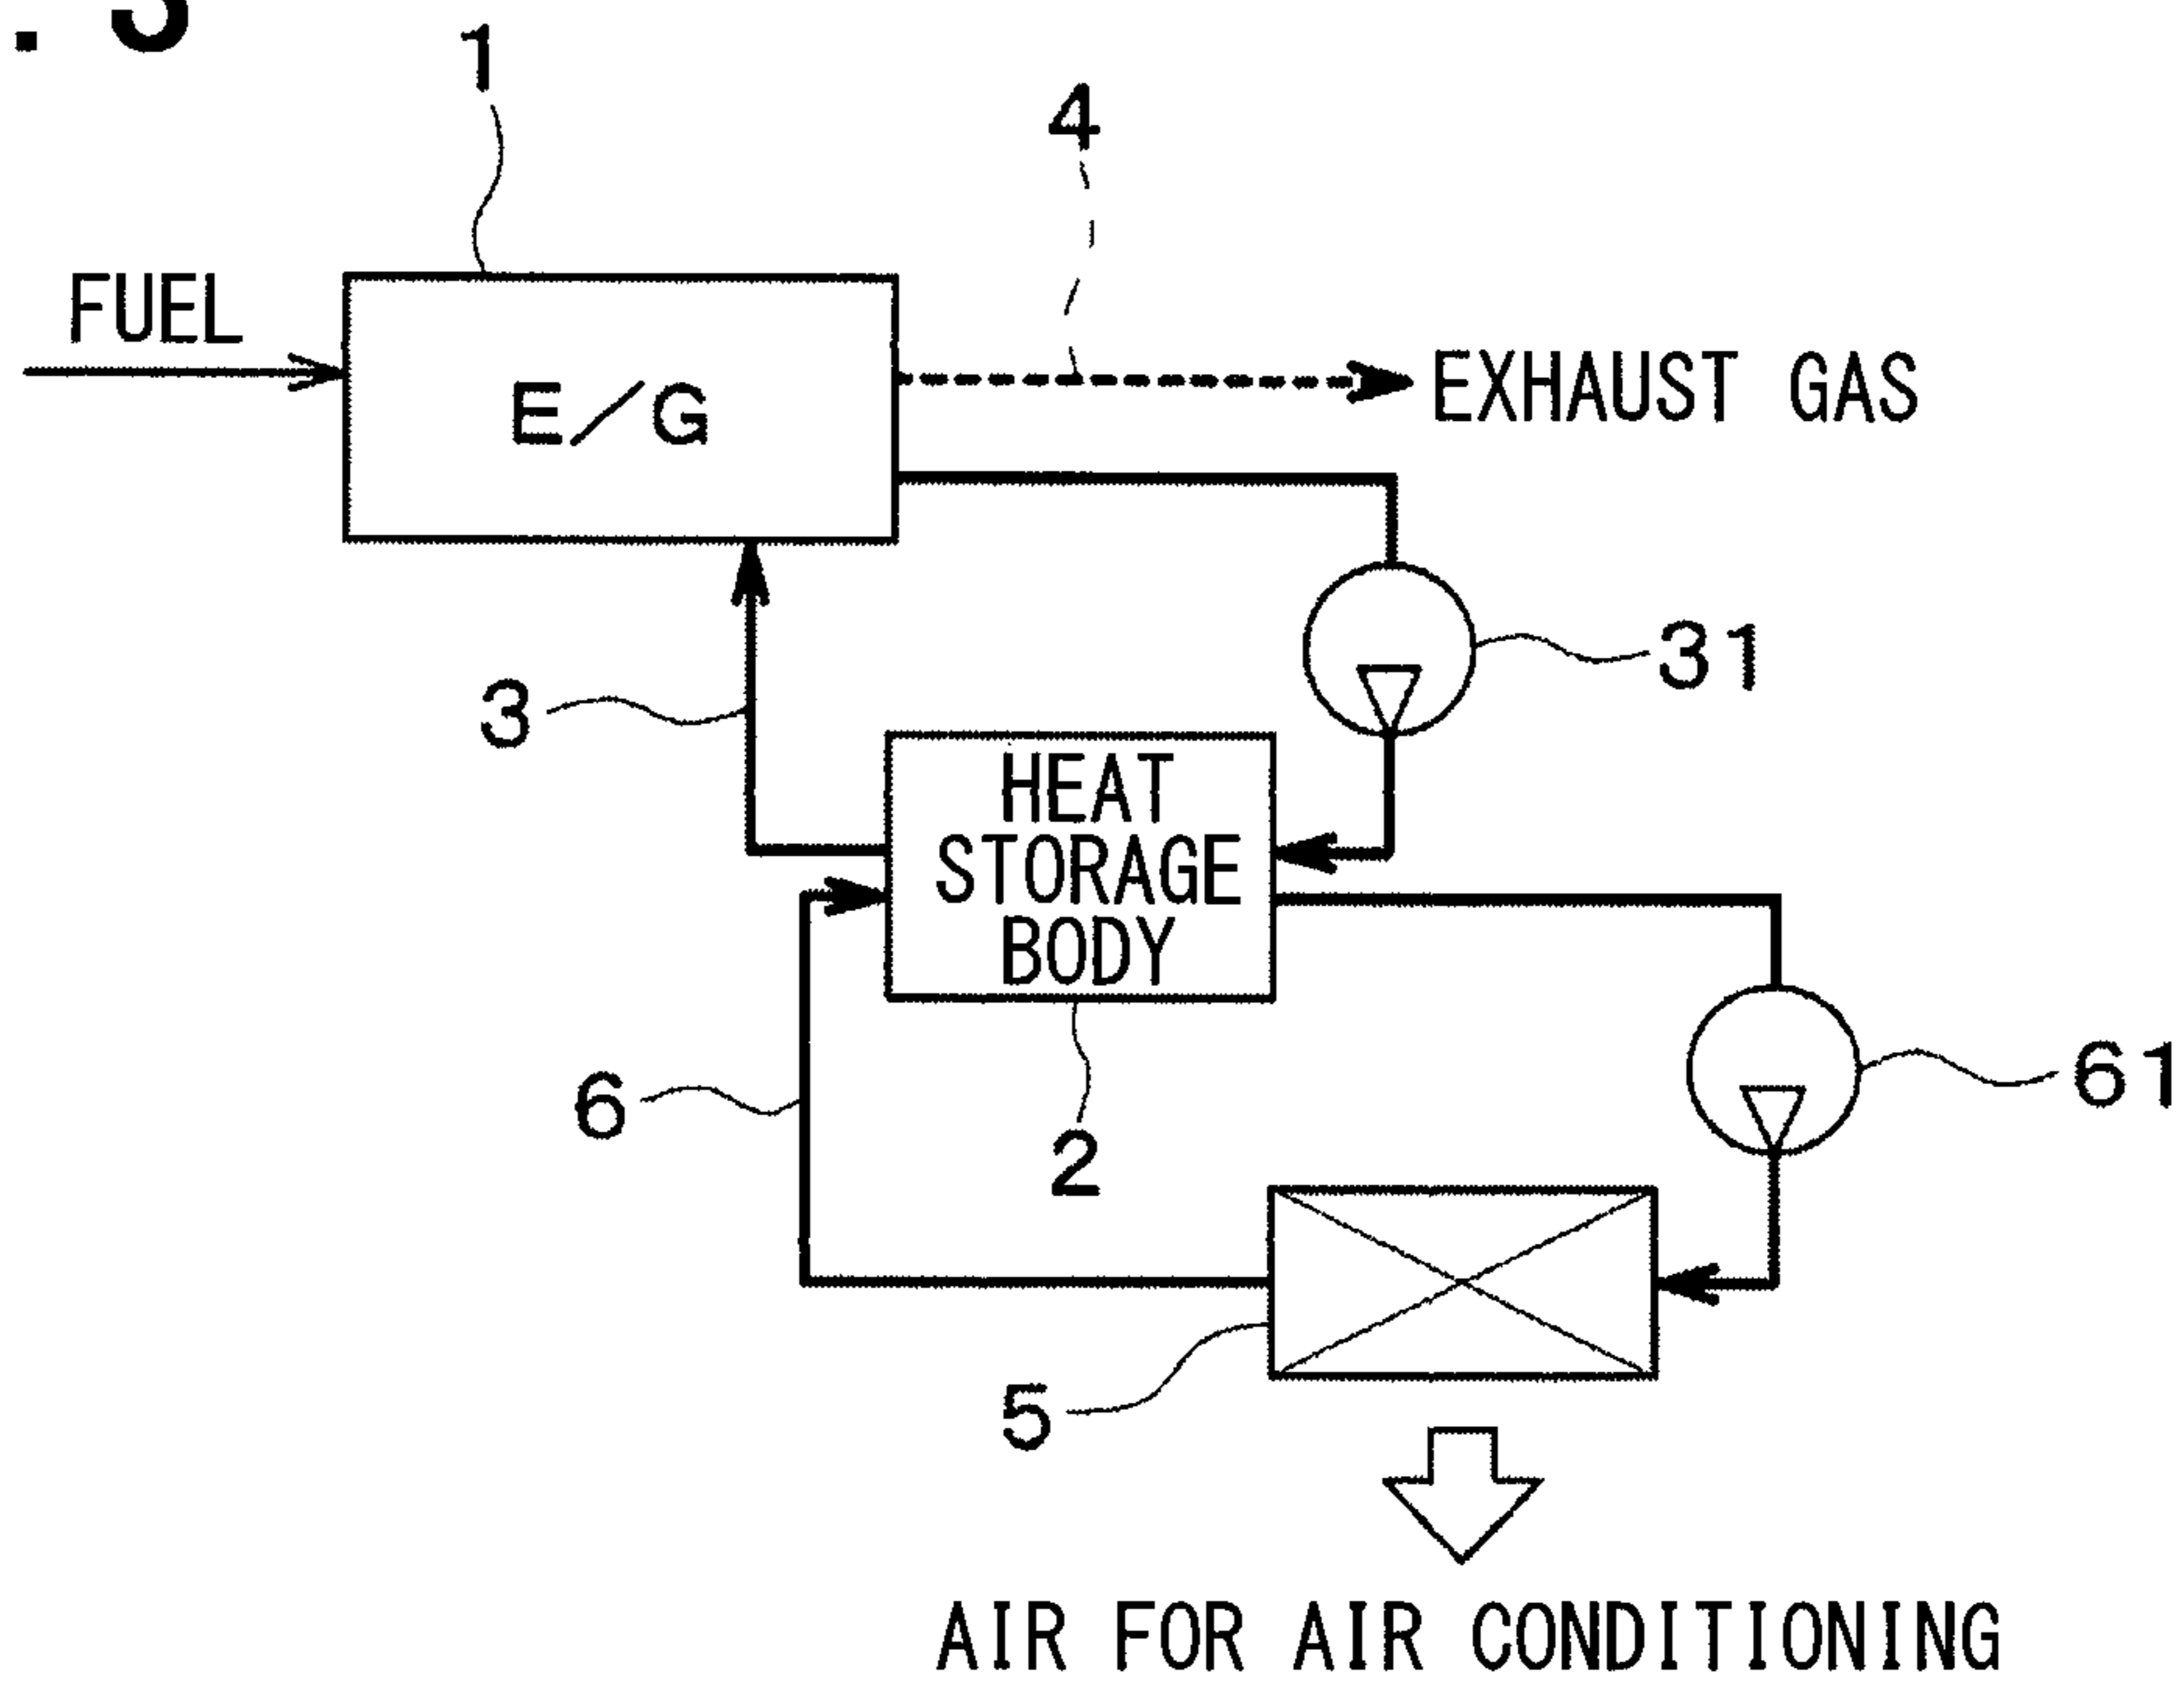 1
4
FUEL
E/G
EXHAUST GAS
31
3
HEAT
STORAGE
BODY
61
6
2
5
AIR FOR AIR CONDITIONING